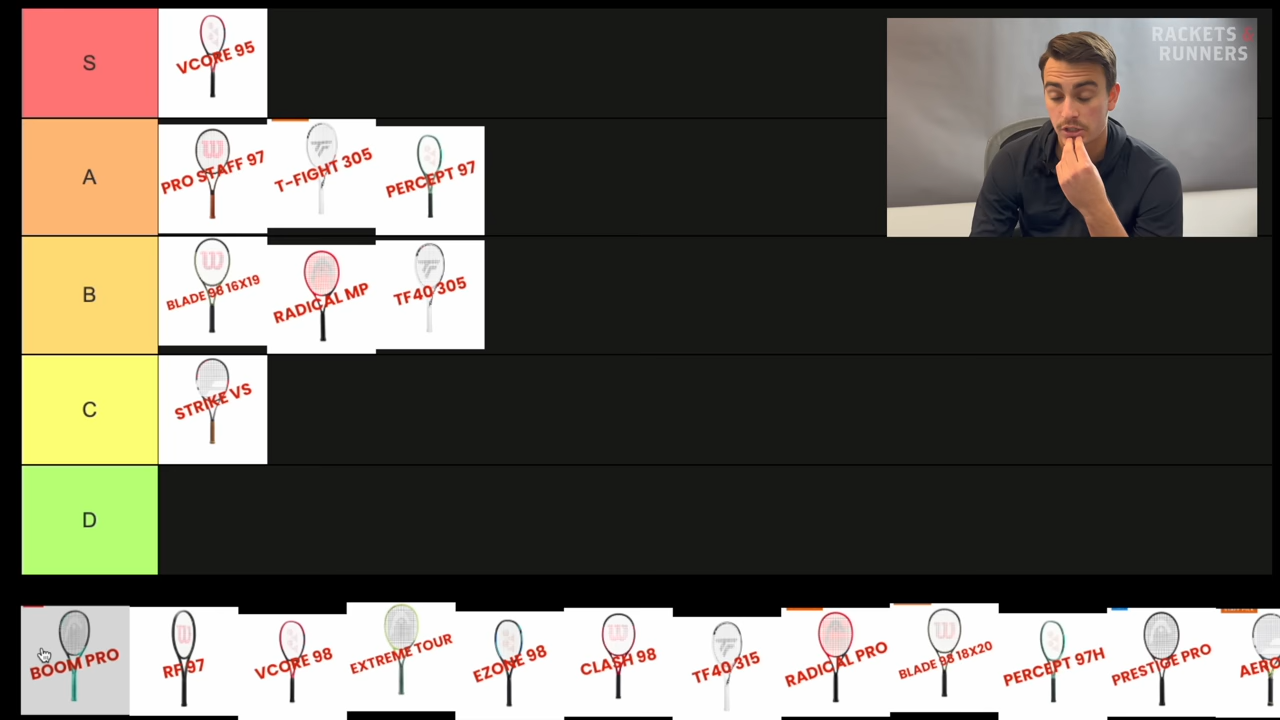 S
VCORE 95
RACKETS &
RUNNERS
A
PRO STAFF 97
T-FIGHT 305
PERCEPT 97
B
BLADE 98 16X19
RADICAL MP
TF40 305
C
STRIKE VS
D
BOOM PRO
RF 97
VCORE 98
EXTREME TOUR
EZONE 98
CLASH 98
TF40 315
RADICAL PRO
BLADE 98 18X20
PERCEPT 97H
PRESTIGE PRO
AERO